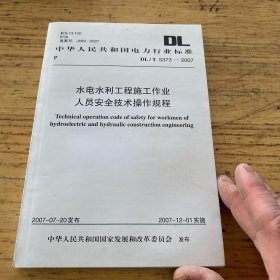 ICS 13.100
DL
备案号：J692—2007
中华人民共和国电力行业标准
P
DL/T 5373—2007
水电水利工程施工作业
人员安全技术操作规程
Technical operation code of safety for workmen of
hydroelectric and hydraulic construction engineering
2007-07-20发布
2007-12-01实施
中华人民共和国国家发展和改革委员会 发布